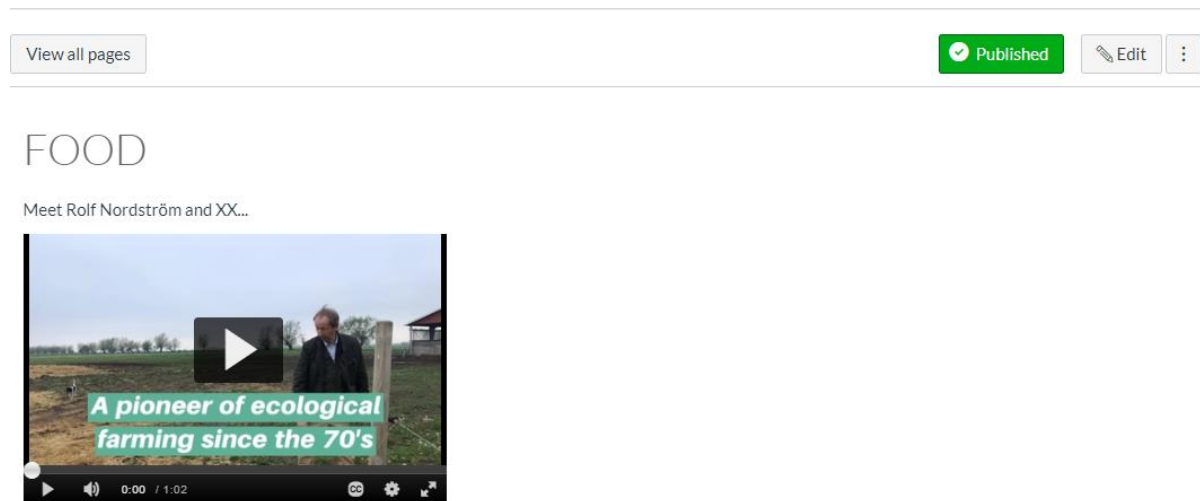 View all pages
Published
Edit
FOOD
Meet Rolf Nordström and XX...
A pioneer of ecological
farming since the 70's
0:00 / 1:02
CC